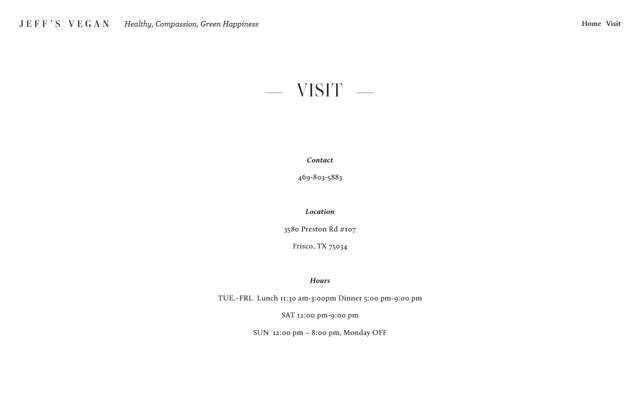 JEFF'S VEGAN
Healthy, Compassion, Green Happiness
Home Visit
VISIT
Contact
469-803-5883
Location
3580 Preston Rd #107
Frisco, TX 75034
Hours
TUE.-FRI. Lunch 11:30 am-3:00pm Dinner 5:00 pm-9:00 pm
SAT 12:00 pm-9:00 pm
SUN 12:00 pm – 8:00 pm, Monday OFF